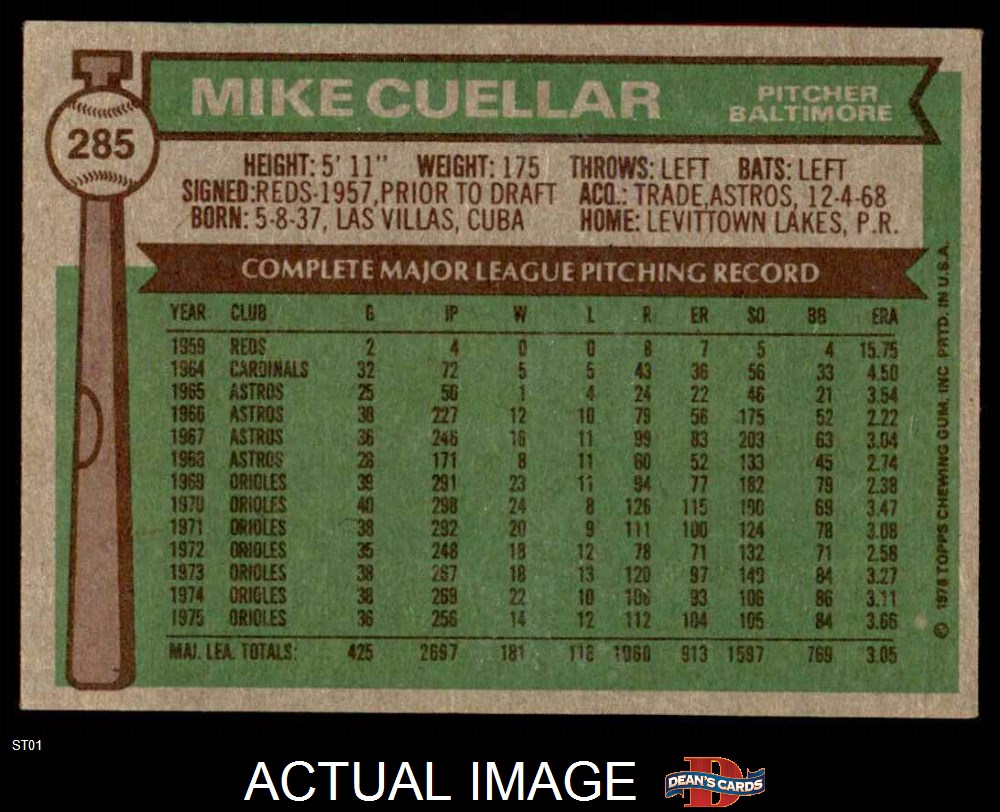 285
MIKE CUELLAR
PITCHER
BALTIMORE
HEIGHT: 5' 11" WEIGHT: 175 THROWS: LEFT BATS: LEFT
SIGNED:REDS-1957,PRIOR TO DRAFT ACQ.: TRADE,ASTROS, 12-4-68
BORN: 5-8-37, LAS VILLAS, CUBA HOME: LEVITTOWN LAKES, P.R.
COMPLETE MAJOR LEAGUE PITCHING RECORD
YEAR CLUB G IP W L R ER SO BB ERA
1959 REDS 2 4 0 0 8 7 5 4 15.75
1964 CARDINALS 32 72 5 5 43 36 56 33 4.50
1965 ASTROS 25 56 1 4 24 22 46 21 3.54
1966 ASTROS 38 227 12 10 79 56 175 52 2.22
1967 ASTROS 36 246 16 11 99 83 203 63 3.04
1968 ASTROS 28 171 8 11 60 52 133 45 2.74
1969 ORIOLES 39 291 23 11 94 77 182 79 2.38
1970 ORIOLES 40 298 24 8 126 115 190 69 3.47
1971 ORIOLES 38 292 20 9 111 100 124 78 3.08
1972 ORIOLES 35 248 18 12 78 71 132 71 2.58
1973 ORIOLES 38 267 18 13 120 97 149 84 3.27
1974 ORIOLES 38 269 22 10 106 93 106 86 3.11
1975 ORIOLES 36 256 14 12 112 104 105 84 3.66
MAJ. LEA. TOTALS: 425 2697 181 116 1060 913 1597 769 3.05
© 1976 TOPPS CHEWING GUM, INC PRTD. IN U.S.A.
ST01
ACTUAL IMAGE
DEAN'S CARDS